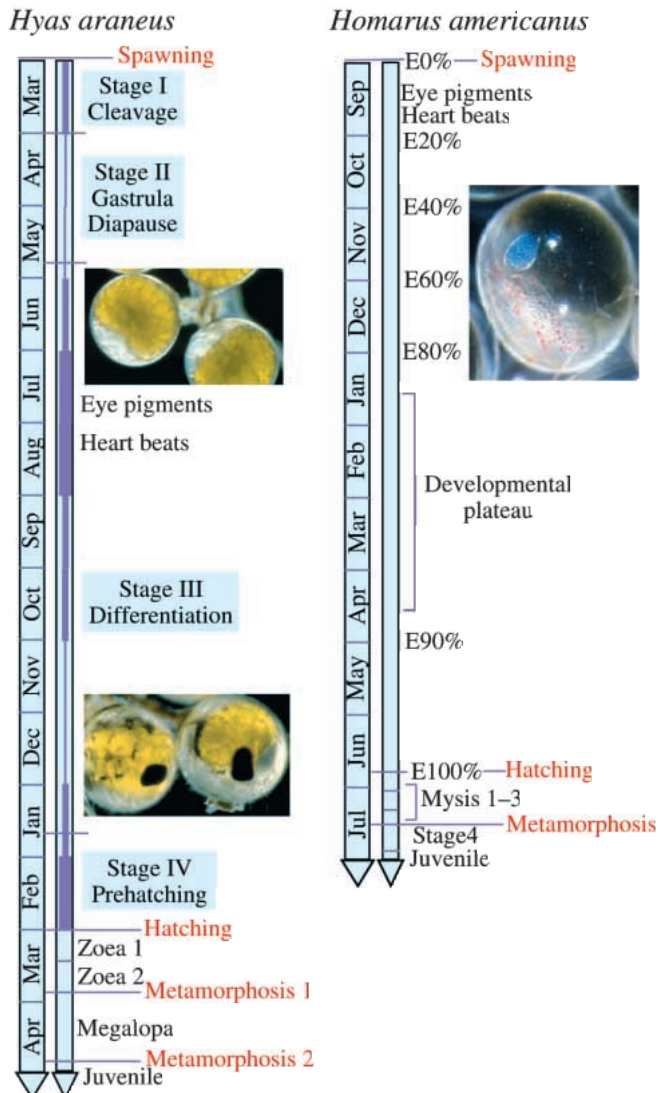 Hyas araneus
Spawning
Mar
Stage I
Cleavage
Apr
Stage II
Gastrula
Diapause
May
Jun
Jul
Eye pigments
Aug
Heart beats
Sep
Oct
Stage III
Differentiation
Nov
Dec
Jan
Feb
Stage IV
Prehatching
Hatching
Mar
Zoea 1
Zoea 2
Metamorphosis 1
Apr
Megalopa
Metamorphosis 2
Juvenile
Homarus americanus
E0%
Spawning
Sep
Eye pigments
Heart beats
E20%
Oct
E40%
Nov
E60%
Dec
E80%
Jan
Feb
Developmental
plateau
Mar
Apr
E90%
May
Jun
E100%
Hatching
Mysis 1–3
Jul
Metamorphosis
Stage4
Juvenile